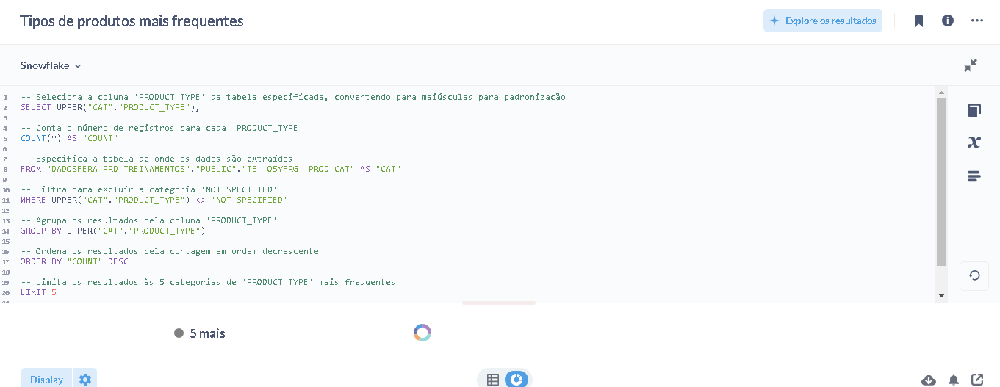 Tipos de produtos mais frequentes
Explore os resultados
Snowflake
1 -- Seleciona a coluna 'PRODUCT_TYPE' da tabela especificada, convertendo para maiúsculas para padronização
2 SELECT UPPER("CAT"."PRODUCT_TYPE"),
3
4 -- Conta o número de registros para cada 'PRODUCT_TYPE'
5 COUNT(*) AS "COUNT"
6
7 -- Especifica a tabela de onde os dados são extraídos
8 FROM "DADOSFERA_PRD_TREINAMENTOS"."PUBLIC"."TB__O5YFRG__PROD_CAT" AS "CAT"
9
10 -- Filtra para excluir a categoria 'NOT SPECIFIED'
11 WHERE UPPER("CAT"."PRODUCT_TYPE") <> 'NOT SPECIFIED'
12
13 -- Agrupa os resultados pela coluna 'PRODUCT_TYPE'
14 GROUP BY UPPER("CAT"."PRODUCT_TYPE")
15
16 -- Ordena os resultados pela contagem em ordem decrescente
17 ORDER BY "COUNT" DESC
18
19 -- Limita os resultados às 5 categorias de 'PRODUCT_TYPE' mais frequentes
20 LIMIT 5
5 mais
Display